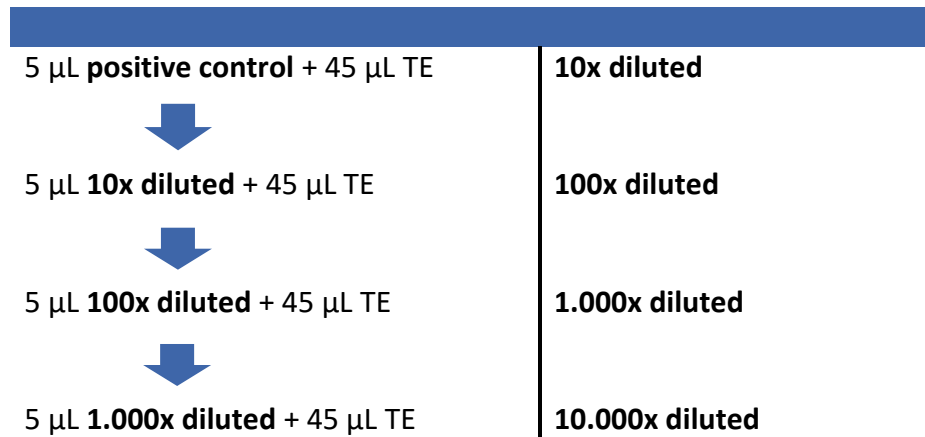 5 µL positive control + 45 µL TE 10x diluted
5 µL 10x diluted + 45 µL TE 100x diluted
5 µL 100x diluted + 45 µL TE 1.000x diluted
5 µL 1.000x diluted + 45 µL TE 10.000x diluted